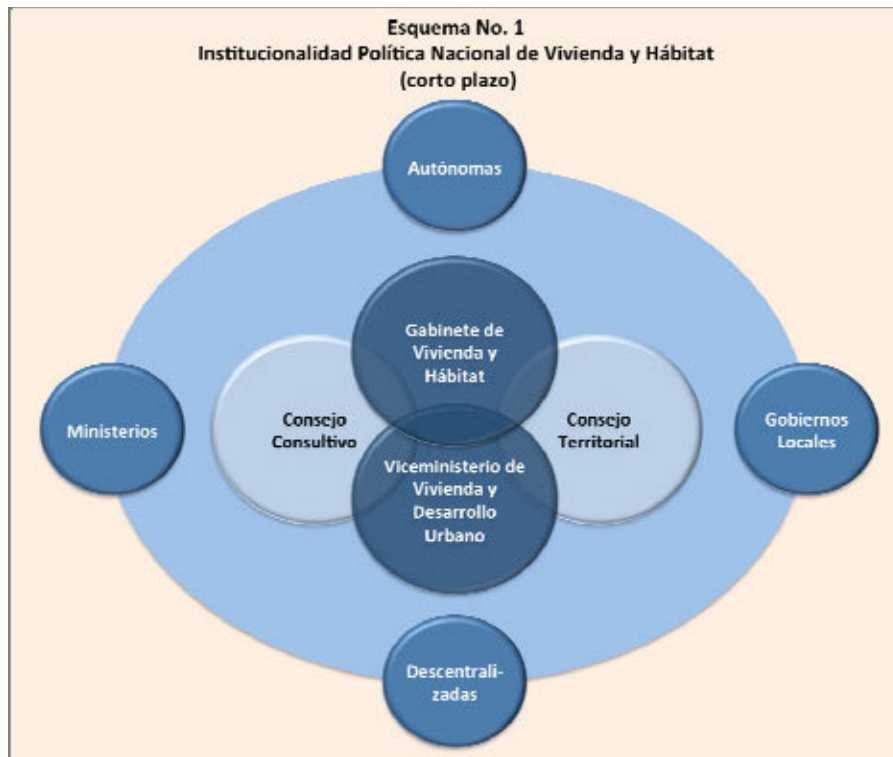 Esquema No. 1
Institucionalidad Política Nacional de Vivienda y Hábitat
(corto plazo)
Autónomas
Gabinete de
Vivienda y
Hábitat
Ministerios
Consejo
Consultivo
Consejo
Territorial
Gobiernos
Locales
Viceministerio de
Vivienda y
Desarrollo
Urbano
Descentrali-
zadas